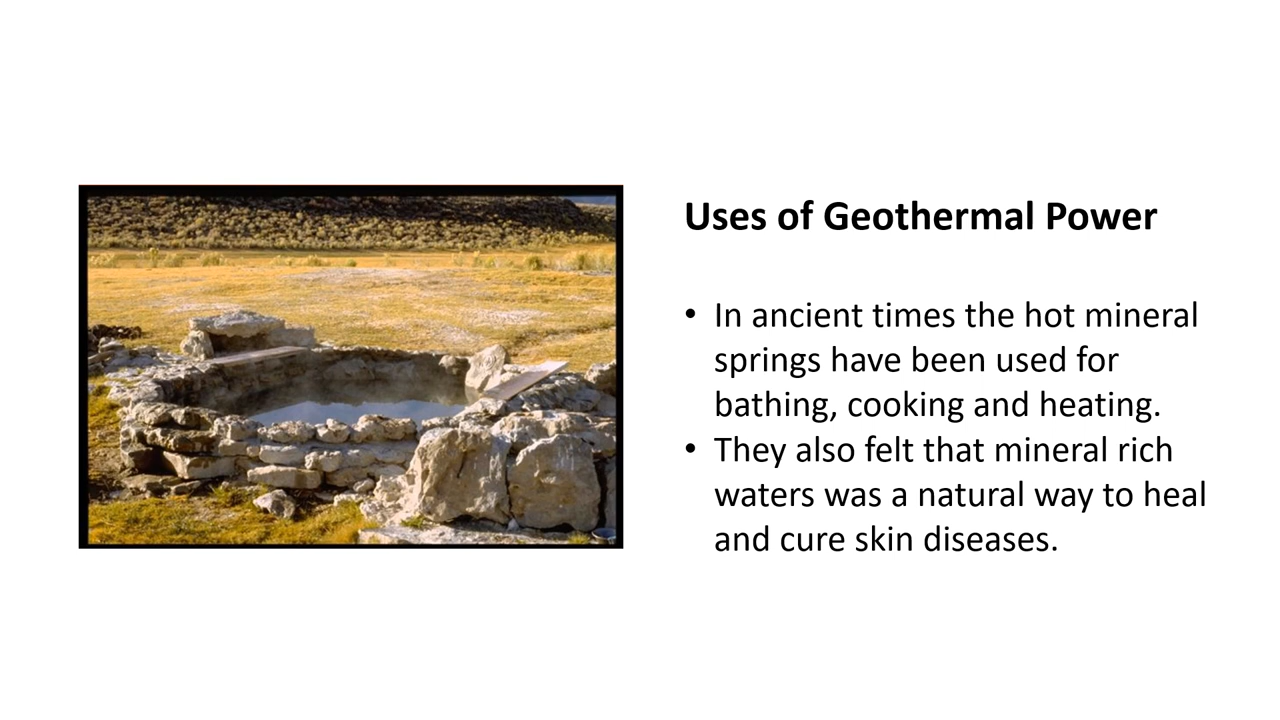 Uses of Geothermal Power
• In ancient times the hot mineral
springs have been used for
bathing, cooking and heating.
• They also felt that mineral rich
waters was a natural way to heal
and cure skin diseases.